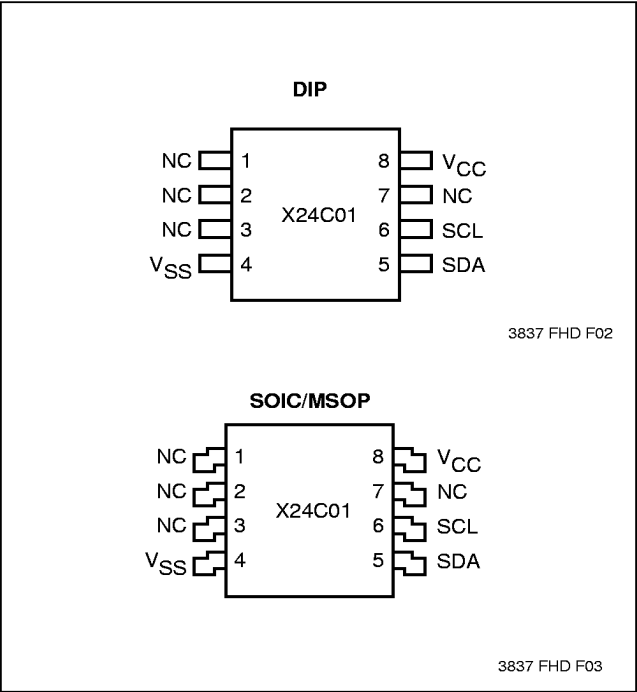 DIP
NC 1 8 VCC
NC 2 7 NC
X24C01
NC 3 6 SCL
VSS 4 5 SDA
3837 FHD F02
SOIC/MSOP
NC 1 8 VCC
NC 2 7 NC
X24C01
NC 3 6 SCL
VSS 4 5 SDA
3837 FHD F03